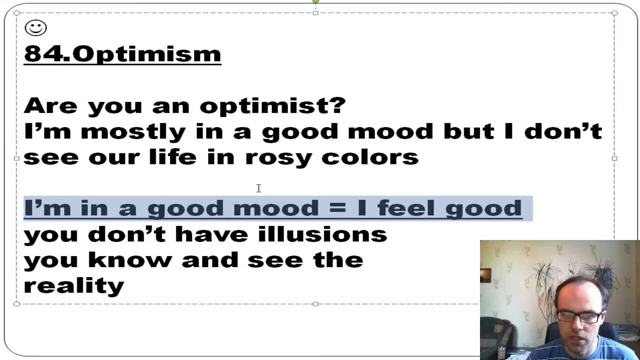 84.Optimism
Are you an optimist?
I'm mostly in a good mood but I don't
see our life in rosy colors
I'm in a good mood = I feel good
you don't have illusions
you know and see the
reality